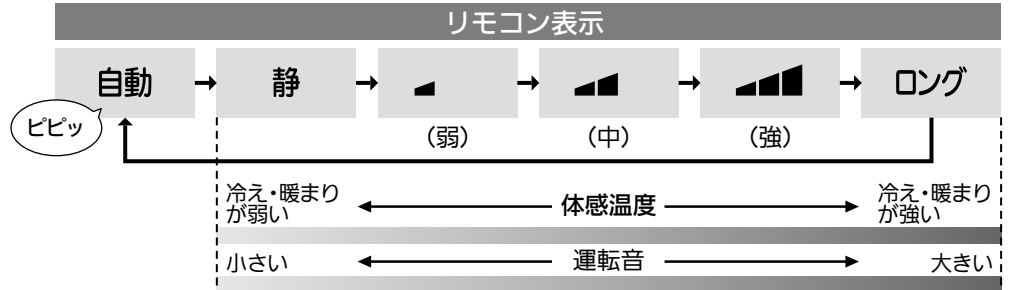 リモコン表示
自動 静 ロング
ピピッ
（弱） （中） （強）
冷え・暖まり
が弱い
体感温度
冷え・暖まり
が強い
小さい 運転音 大きい